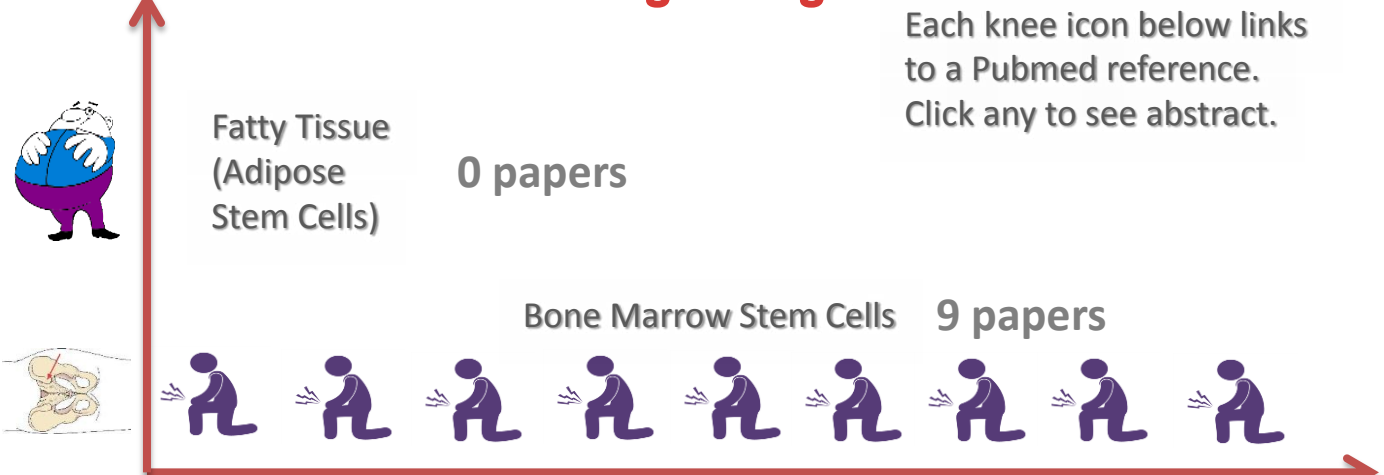 Each knee icon below links
to a Pubmed reference.
Click any to see abstract.
Fatty Tissue
(Adipose
Stem Cells)
0 papers
Bone Marrow Stem Cells 9 papers